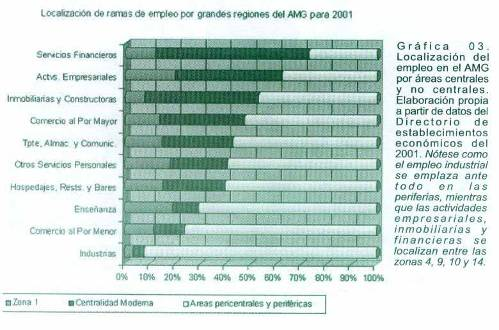 Localización de ramas de empleo por grandes regiones del AMG para 2001
Servicios Financieros
Actvs. Empresariales
Inmobiliarias y Constructoras
Comercio al Por Mayor
Tpte, Almac. y Comunic.
Otros Servicios Personales
Hospedajes, Rests. y Bares
Enseñanza
Comercio al Por Menor
Industrias
0% 10% 20% 30% 40% 50% 60% 70% 80% 90% 100%
Zona 1 Centralidad Moderna Areas pericentrales y periféricas
Gráfica 03.
Localización del
empleo en el AMG
por áreas centrales
y no centrales.
Elaboración propia
a partir de datos del
Directorio de
establecimientos
económicos del
2001. Nótese como
el empleo industrial
se emplaza ante
todo en las
periferias, mientras
que las actividades
empresariales,
inmobiliarias y
financieras se
localizan entre las
zonas 4, 9, 10 y 14.